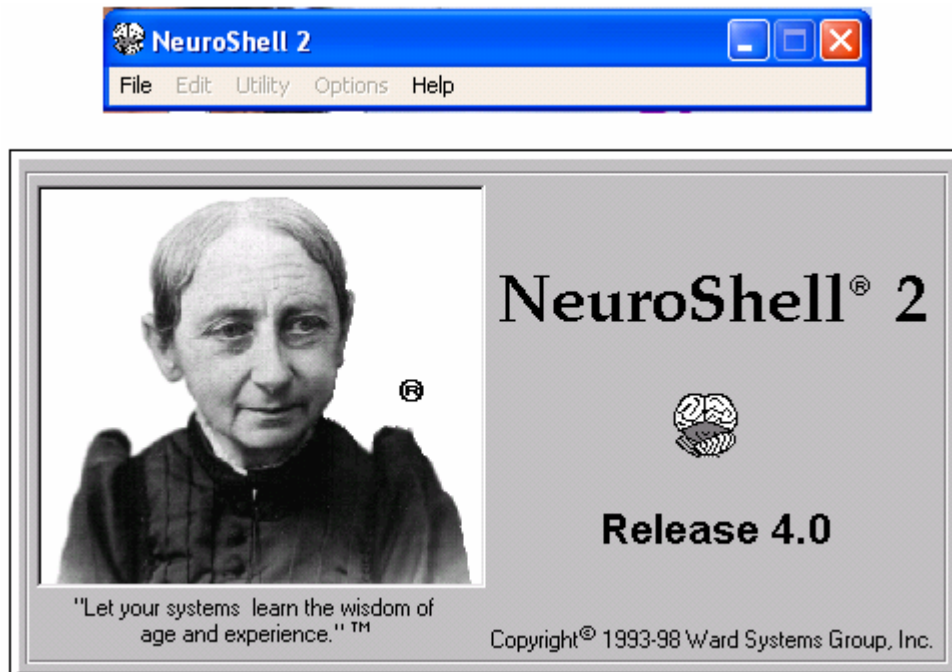 NeuroShell 2
File Edit Utility Options Help
®
NeuroShell® 2
Release 4.0
"Let your systems learn the wisdom of
age and experience." ™
Copyright© 1993-98 Ward Systems Group, Inc.